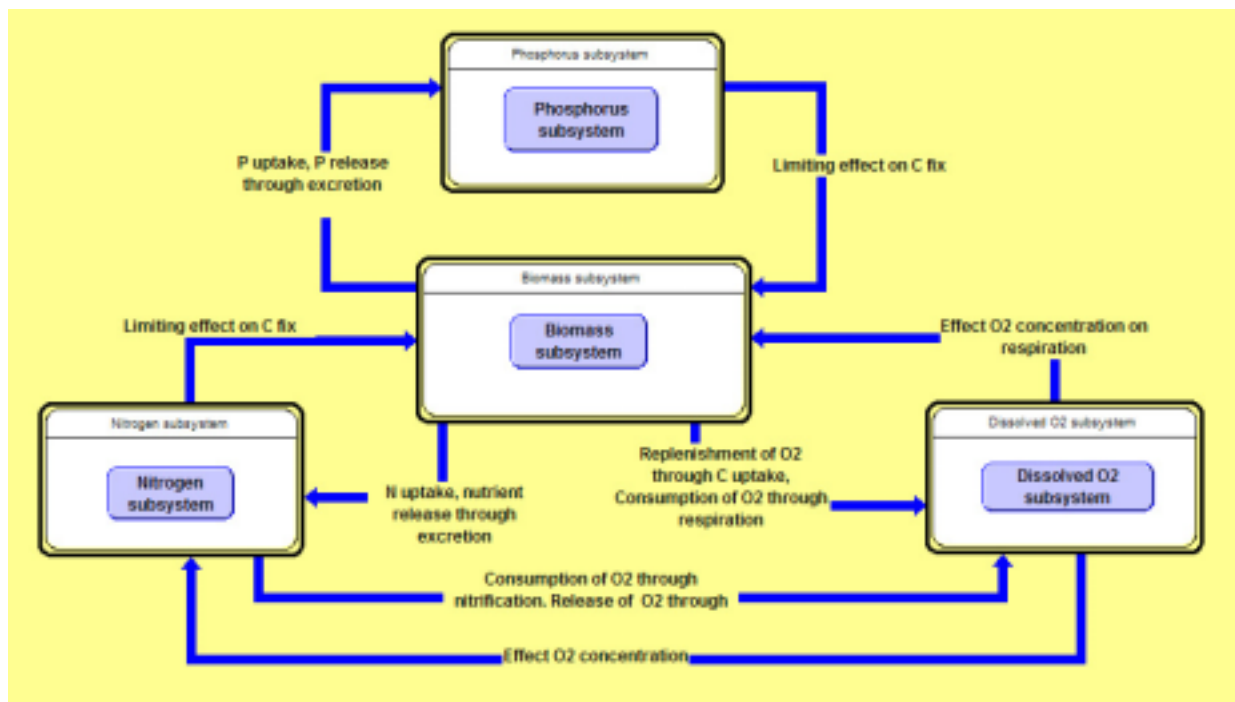 Phosphorus subsystem
Phosphorus
subsystem
P uptake, P release
through excretion
Limiting effect on C fix
Biomass subsystem
Biomass
subsystem
Limiting effect on C fix
Effect O2 concentration on
respiration
Nitrogen subsystem
Nitrogen
subsystem
Dissolved O2 subsystem
Dissolved O2
subsystem
N uptake, nutrient
release through
excretion
Replenishment of O2
through C uptake,
Consumption of O2 through
respiration
Consumption of O2 through
nitrification. Release of O2 through
Effect O2 concentration